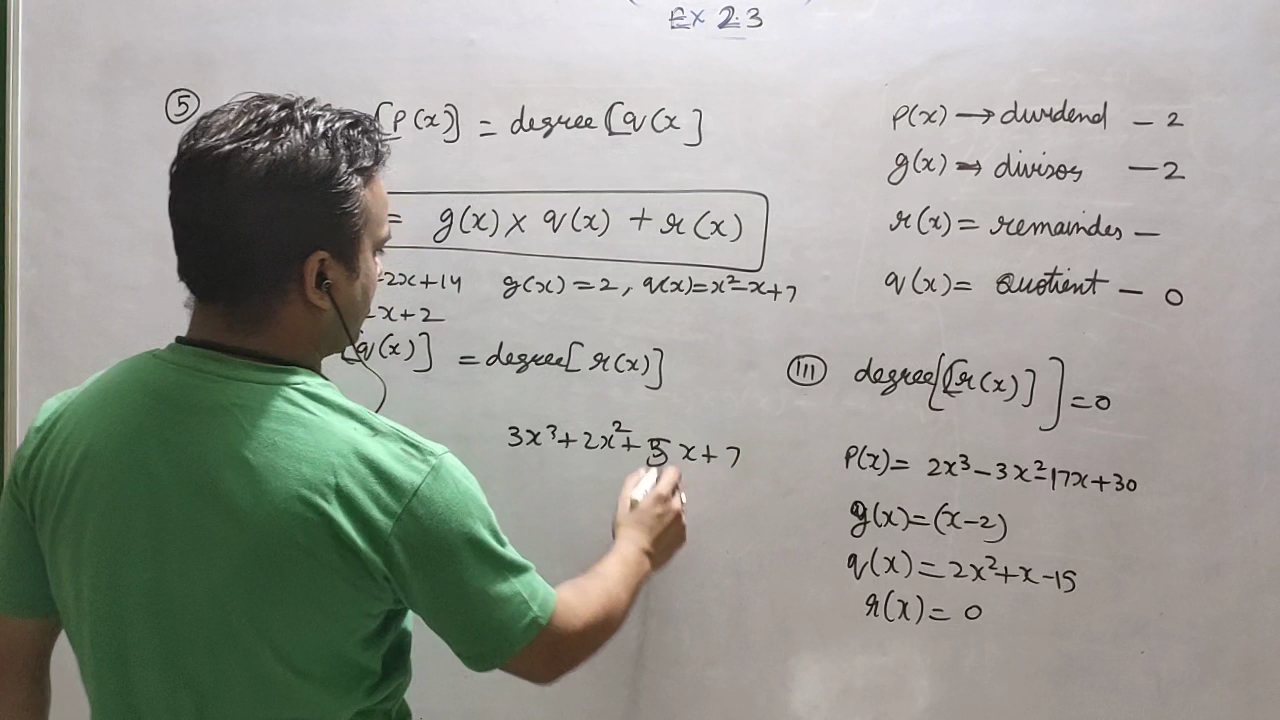 Ex 2.3
⑤ [P(x)] = degree[q(x]
= g(x) × q(x) + r(x)
-2x+14 g(x)=2, q(x)=x²-x+7
-x+2
[q(x)] = degree[r(x)]
3x³+2x²+5x+7
P(x) → dividend - 2
g(x) → divisor - 2
r(x) = remainder -
q(x) = Quotient - 0
(III) degree[[r(x)]]=0
P(x)= 2x³-3x²-17x+30
g(x)=(x-2)
q(x)=2x²+x-15
r(x)= 0